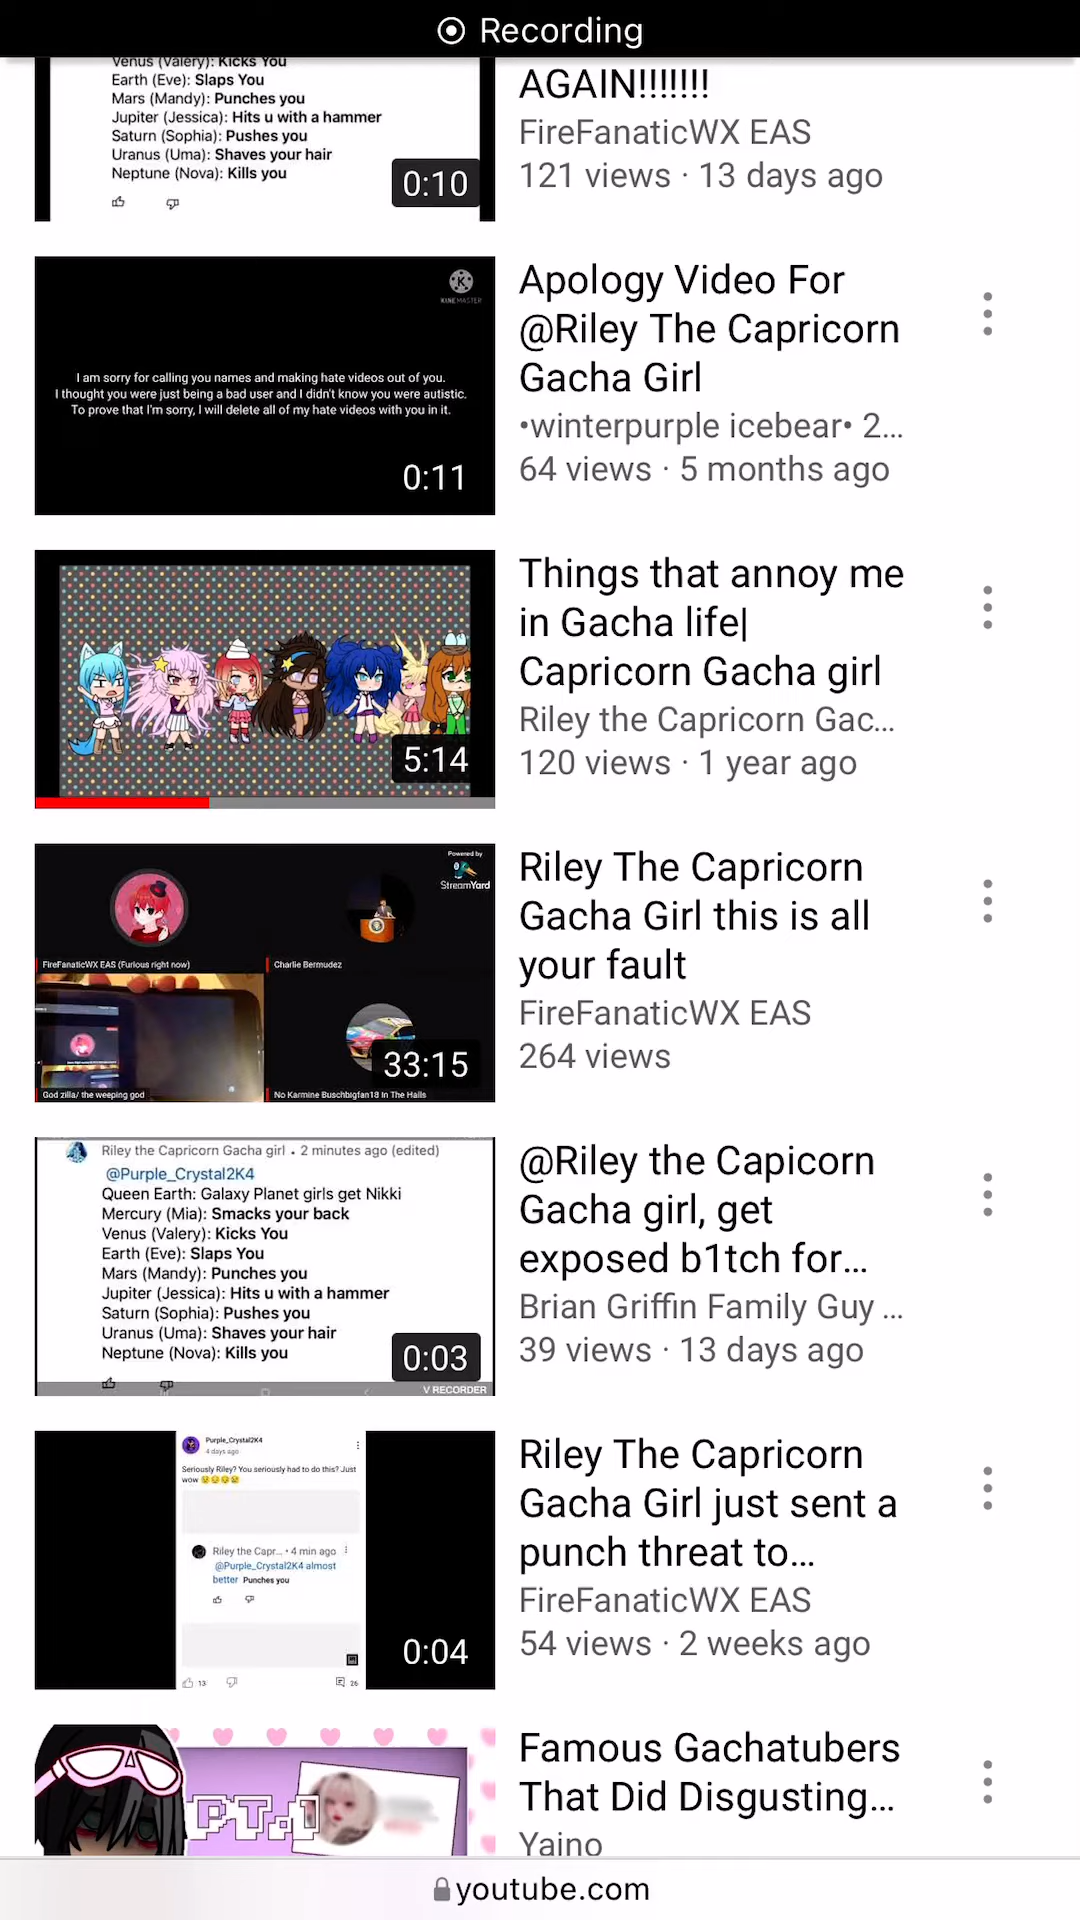 Recording
Venus (Valery): Kicks You
Earth (Eve): Slaps You
Mars (Mandy): Punches you
Jupiter (Jessica): Hits u with a hammer
Saturn (Sophia): Pushes you
Uranus (Uma): Shaves your hair
Neptune (Nova): Kills you
0:10
AGAIN!!!!!!!
FireFanaticWX EAS
121 views · 13 days ago
KINEMASTER
I am sorry for calling you names and making hate videos out of you.
I thought you were just being a bad user and I didn't know you were autistic.
To prove that I'm sorry, I will delete all of my hate videos with you in it.
0:11
Apology Video For
@Riley The Capricorn
Gacha Girl
•winterpurple icebear• 2...
64 views · 5 months ago
5:14
Things that annoy me
in Gacha life|
Capricorn Gacha girl
Riley the Capricorn Gac...
120 views · 1 year ago
Powered by
StreamYard
FireFanaticWX EAS (Furious right now)
Charlie Bermudez
God zilla/ the weeping god
No Karmine Buschbigfan18 In The Halls
33:15
Riley The Capricorn
Gacha Girl this is all
your fault
FireFanaticWX EAS
264 views
Riley the Capricorn Gacha girl • 2 minutes ago (edited)
@Purple_Crystal2K4
Queen Earth: Galaxy Planet girls get Nikki
Mercury (Mia): Smacks your back
Venus (Valery): Kicks You
Earth (Eve): Slaps You
Mars (Mandy): Punches you
Jupiter (Jessica): Hits u with a hammer
Saturn (Sophia): Pushes you
Uranus (Uma): Shaves your hair
Neptune (Nova): Kills you
0:03
V RECORDER
@Riley the Capicorn
Gacha girl, get
exposed b1tch for...
Brian Griffin Family Guy ...
39 views · 13 days ago
Purple_Crystal2K4
4 days ago
Seriously Riley? You seriously had to do this? Just
wow
Riley the Capr... • 4 min ago
@Purple_Crystal2K4 almost
better Punches you
13
26
0:04
Riley The Capricorn
Gacha Girl just sent a
punch threat to...
FireFanaticWX EAS
54 views · 2 weeks ago
PT.1
Famous Gachatubers
That Did Disgusting...
Yaino
youtube.com